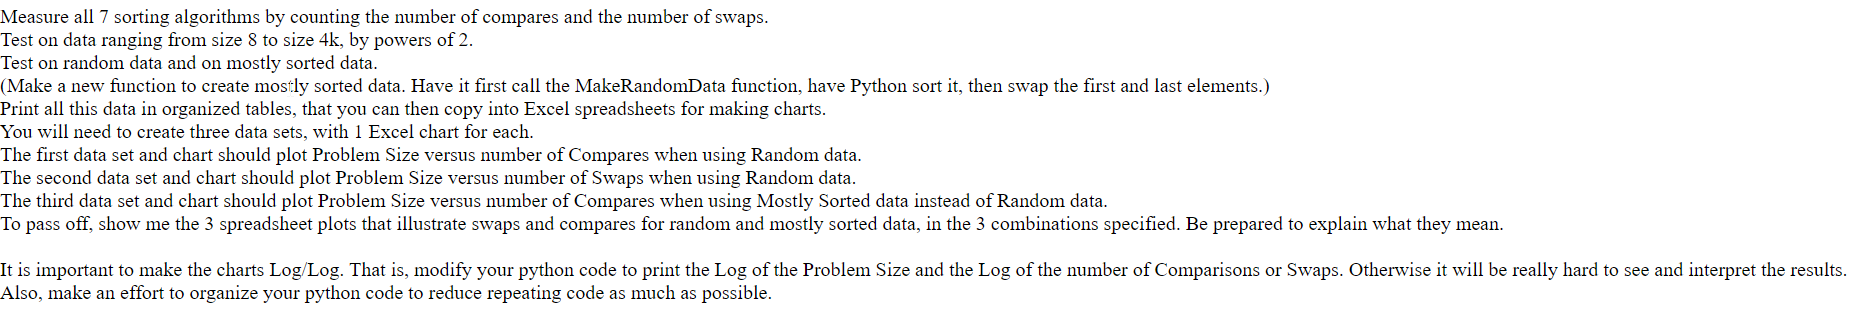 Measure all 7 sorting algorithms by counting the number of compares and the number of swaps.
Test on data ranging from size 8 to size 4k, by powers of 2.
Test on random data and on mostly sorted data.
(Make a new function to create mostly sorted data. Have it first call the MakeRandomData function, have Python sort it, then swap the first and last elements.)
Print all this data in organized tables, that you can then copy into Excel spreadsheets for making charts.
You will need to create three data sets, with 1 Excel chart for each.
The first data set and chart should plot Problem Size versus number of Compares when using Random data.
The second data set and chart should plot Problem Size versus number of Swaps when using Random data.
The third data set and chart should plot Problem Size versus number of Compares when using Mostly Sorted data instead of Random data.
To pass off, show me the 3 spreadsheet plots that illustrate swaps and compares for random and mostly sorted data, in the 3 combinations specified. Be prepared to explain what they mean.
It is important to make the charts Log/Log. That is, modify your python code to print the Log of the Problem Size and the Log of the number of Comparisons or Swaps. Otherwise it will be really hard to see and interpret the results.
Also, make an effort to organize your python code to reduce repeating code as much as possible.